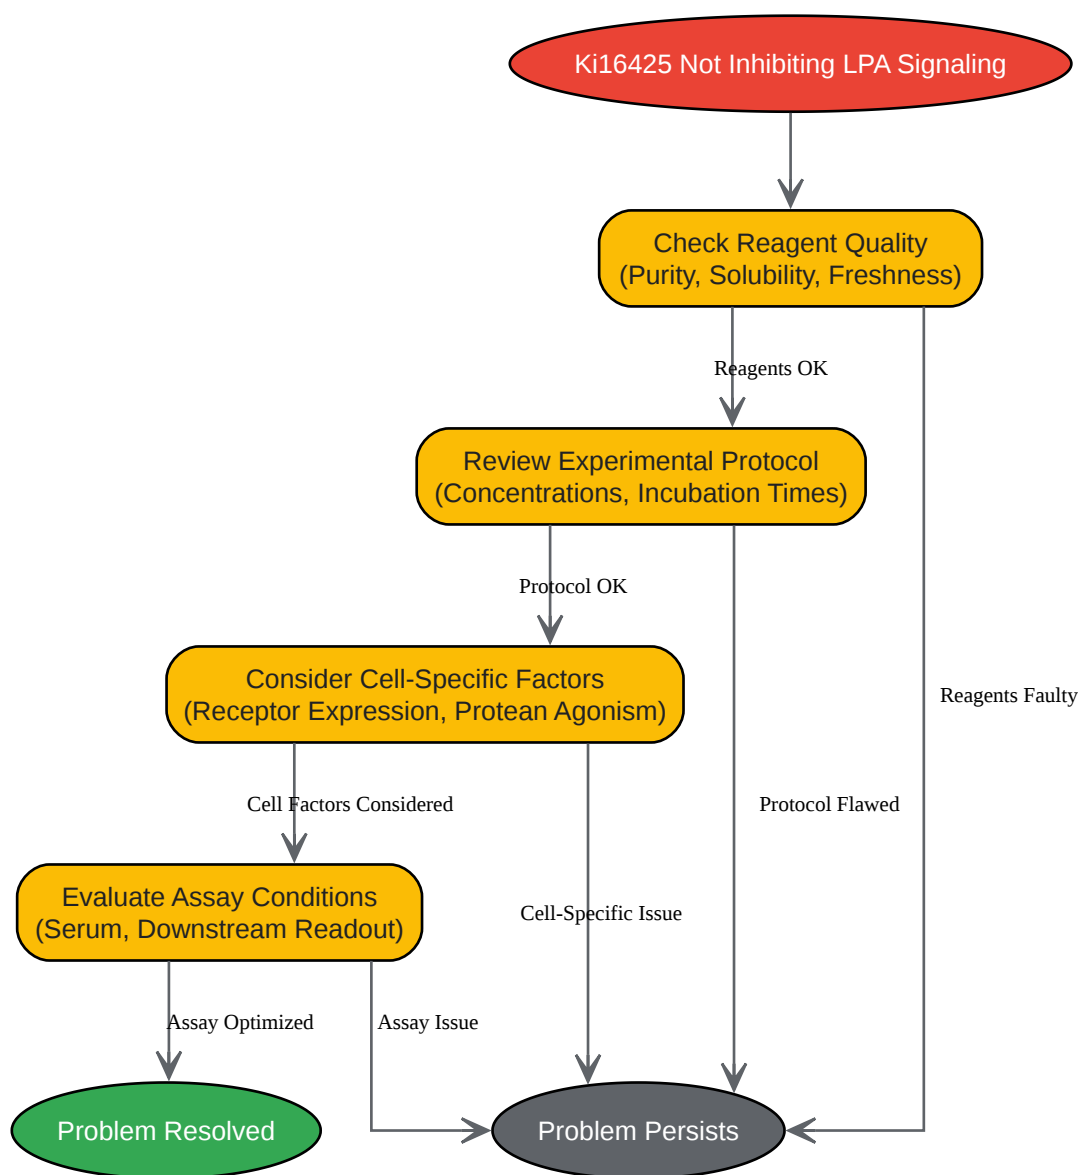 Ki16425 Not Inhibiting LPA Signaling
Check Reagent Quality
(Purity, Solubility, Freshness)
Reagents OK
Review Experimental Protocol
(Concentrations, Incubation Times)
Protocol OK
Consider Cell-Specific Factors
(Receptor Expression, Protean Agonism)
Reagents Faulty
Cell Factors Considered
Protocol Flawed
Evaluate Assay Conditions
(Serum, Downstream Readout)
Cell-Specific Issue
Assay Optimized
Assay Issue
Problem Resolved
Problem Persists